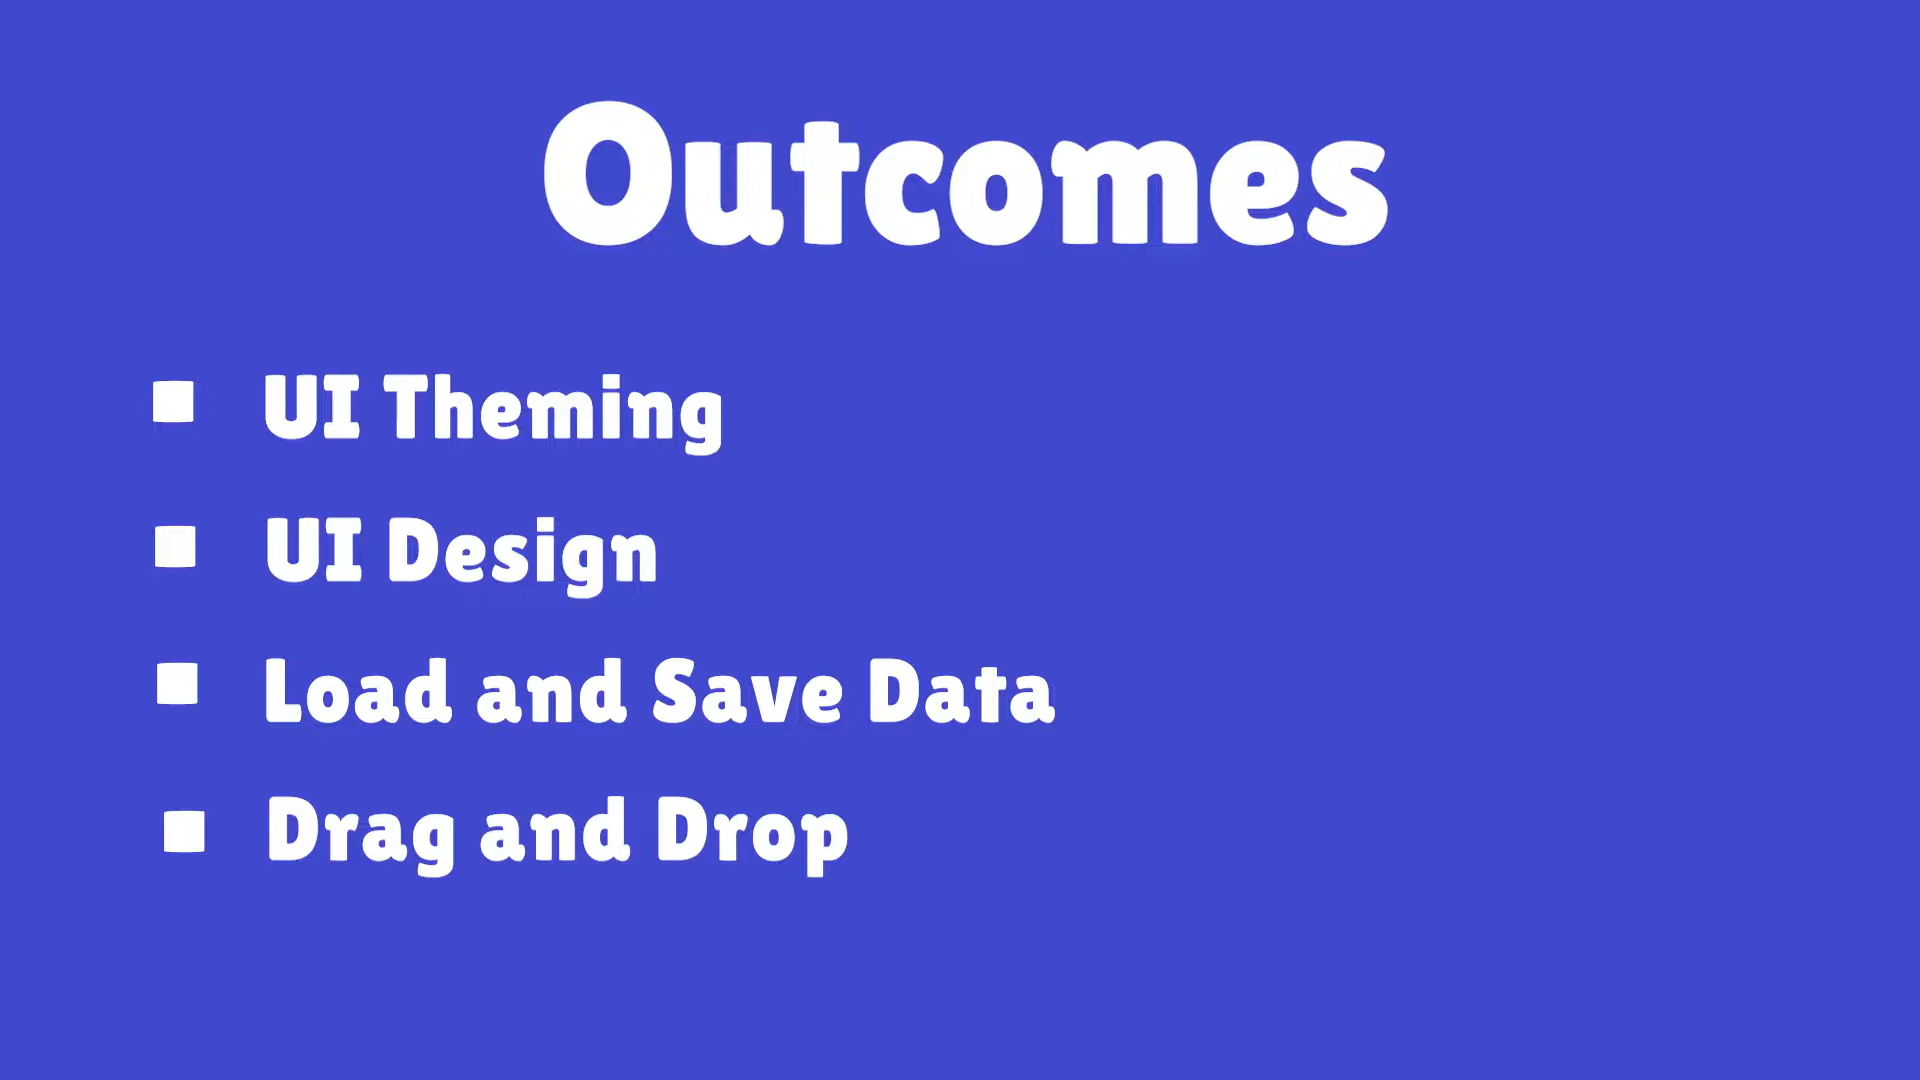 Outcomes
UI Theming
UI Design
Load and Save Data
Drag and Drop